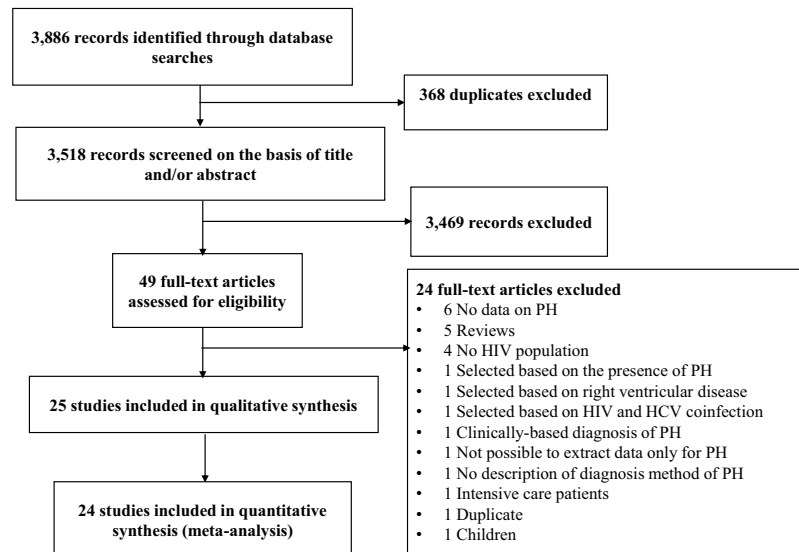 3,886 records identified through database
searches
368 duplicates excluded
3,518 records screened on the basis of title
and/or abstract
3,469 records excluded
49 full-text articles
assessed for eligibility
24 full-text articles excluded
• 6 No data on PH
• 5 Reviews
• 4 No HIV population
• 1 Selected based on the presence of PH
• 1 Selected based on right ventricular disease
• 1 Selected based on HIV and HCV coinfection
• 1 Clinically-based diagnosis of PH
• 1 Not possible to extract data only for PH
• 1 No description of diagnosis method of PH
• 1 Intensive care patients
• 1 Duplicate
• 1 Children
25 studies included in qualitative synthesis
24 studies included in quantitative
synthesis (meta-analysis)